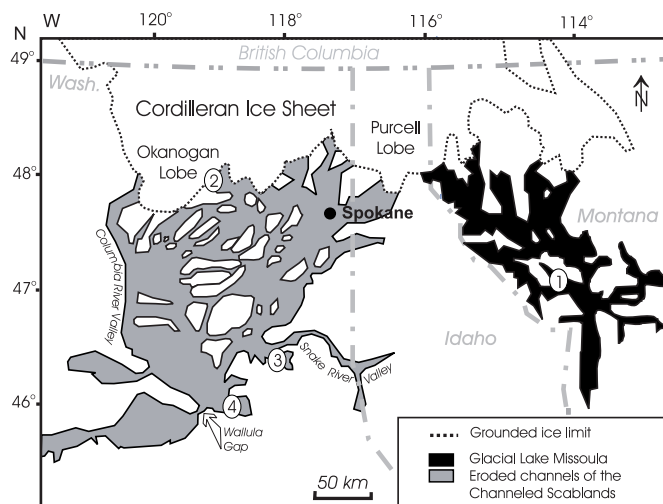 W 120° 118° 116° 114°
N
49°
British Columbia
Wash.
N
Cordilleran Ice Sheet
Purcell
Lobe
Okanogan
Lobe
48°
2
Spokane
Montana
Columbia River Valley
47°
1
Idaho
3
Snake River
Valley
46°
4
Wallula
Gap
50 km
Grounded ice limit
Glacial Lake Missoula
Eroded channels of the
Channeled Scablands